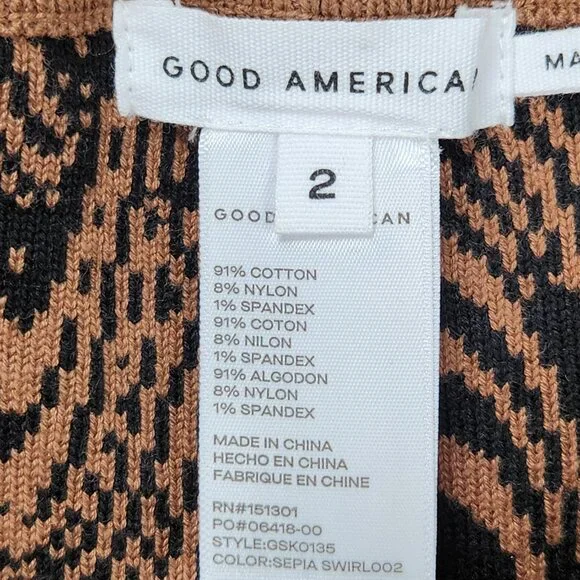 GOOD AMERICAN
MA
2
GOOD CAN
91% COTTON
8% NYLON
1% SPANDEX
91% COTON
8% NILON
1% SPANDEX
91% ALGODON
8% NYLON
1% SPANDEX
MADE IN CHINA
HECHO EN CHINA
FABRIQUE EN CHINE
RN#151301
PO#06418-00
STYLE:GSK0135
COLOR:SEPIA SWIRL002